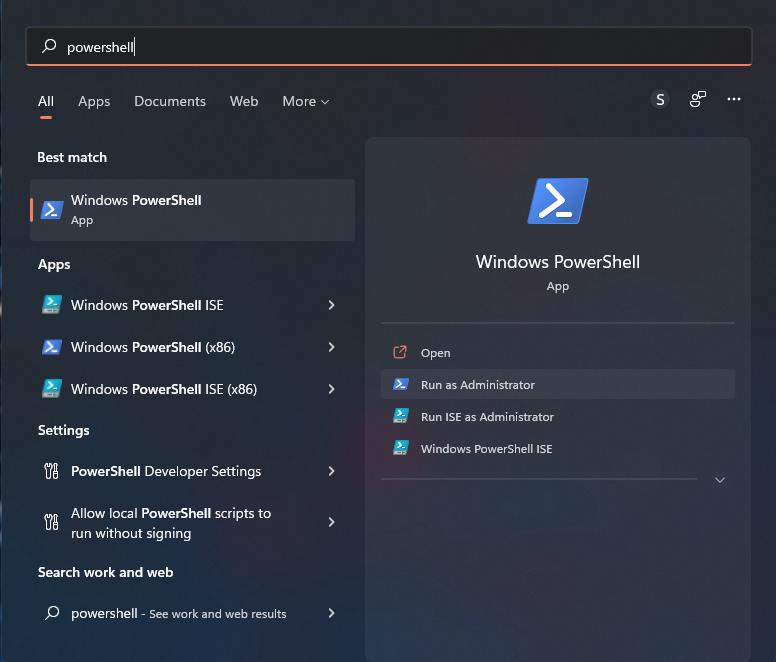 powershell
All
Apps
Documents
Web
More
S
Best match
Windows PowerShell
App
Apps
Windows PowerShell ISE
Windows PowerShell (x86)
Windows PowerShell ISE (x86)
Settings
PowerShell Developer Settings
Allow local PowerShell scripts to
run without signing
Search work and web
powershell - See work and web results
Windows PowerShell
App
Open
Run as Administrator
Run ISE as Administrator
Windows PowerShell ISE